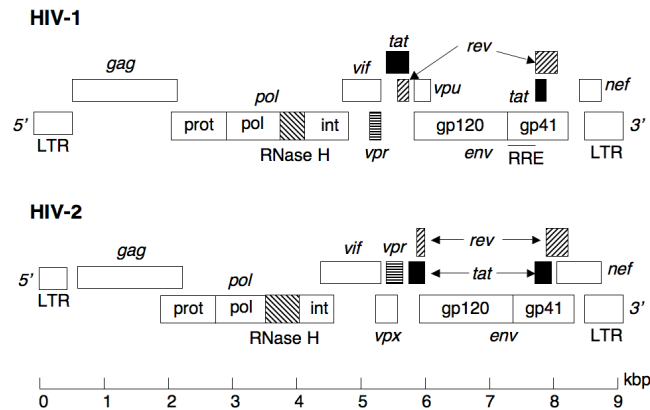 HIV-1
tat
rev
gag
vif
vpu
nef
pol
tat
5' prot pol int gp120 gp41 3'
LTR RNase H vpr env RRE LTR
HIV-2
gag vif vpr rev
5' pol tat nef
LTR
prot pol int gp120 gp41 3'
RNase H vpx env LTR
kbp
0 1 2 3 4 5 6 7 8 9